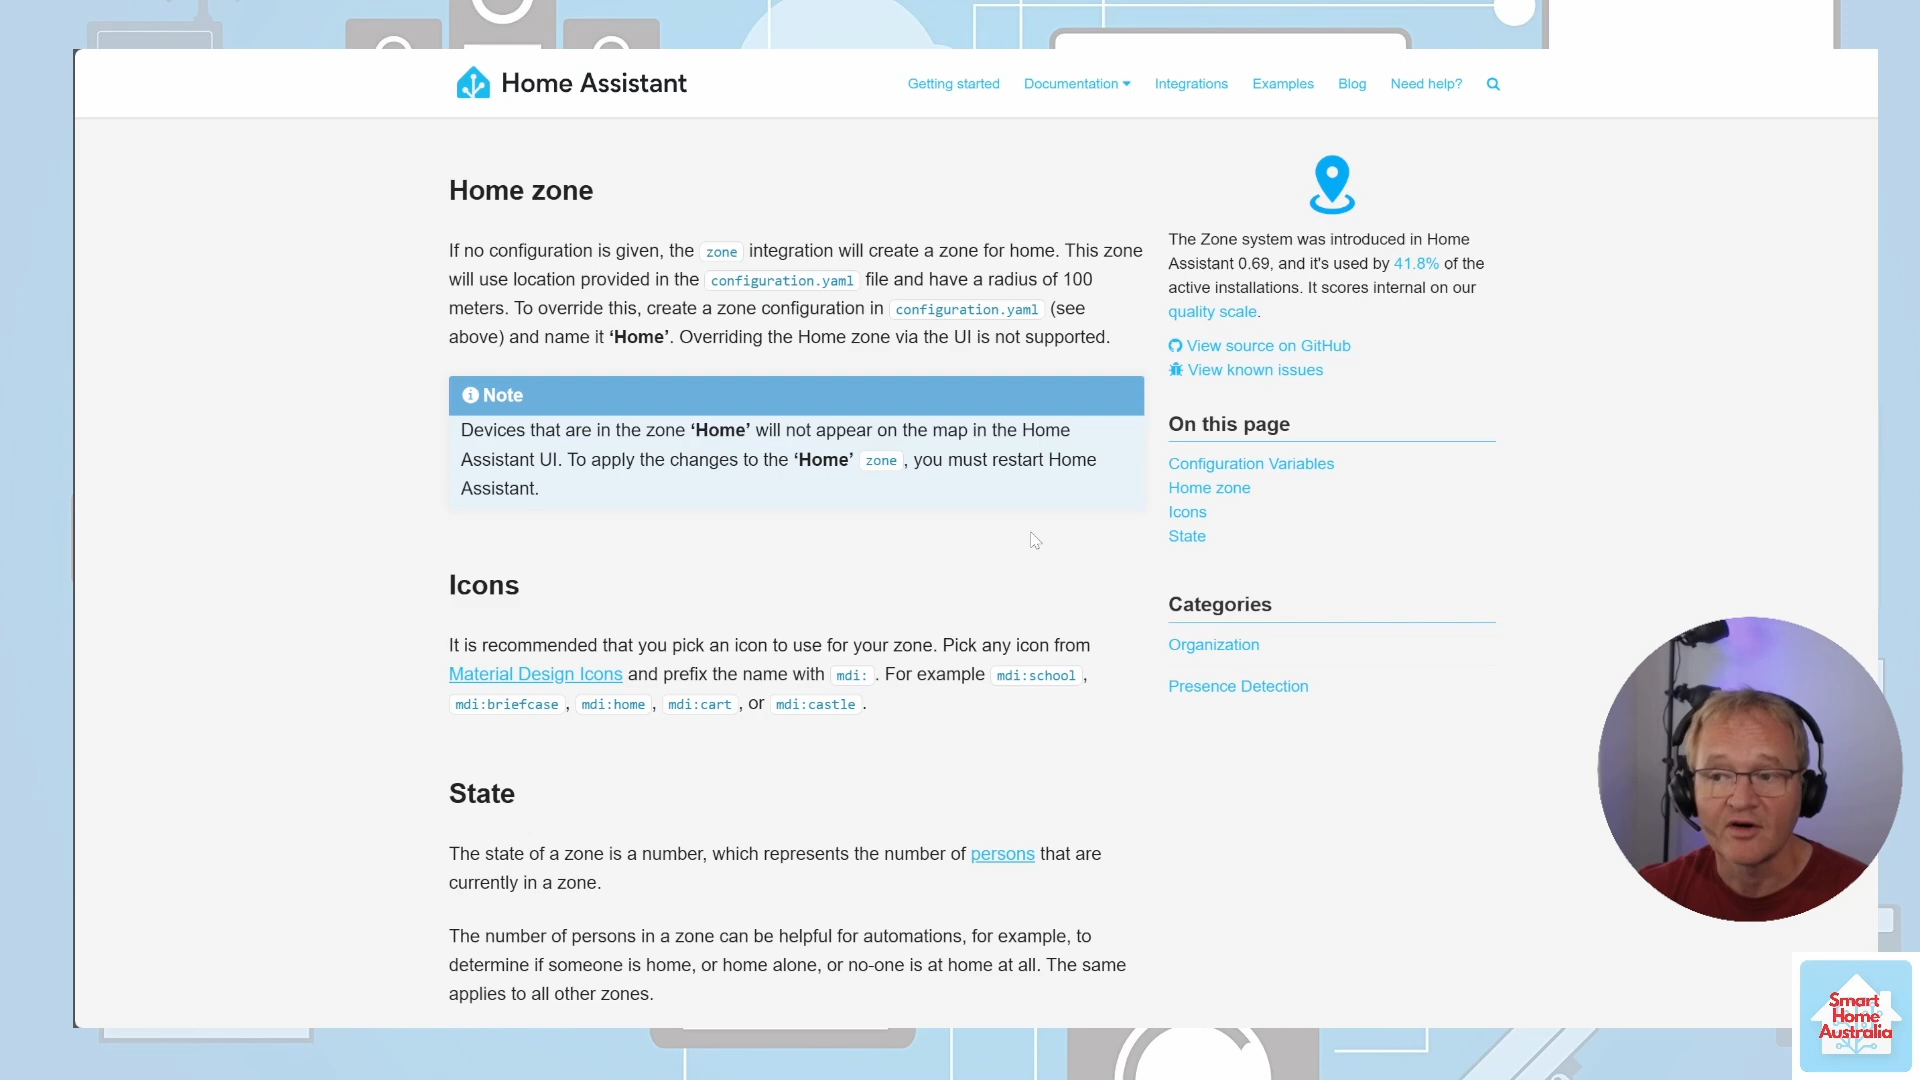 Home Assistant
Getting started Documentation Integrations Examples Blog Need help?
Home zone
If no configuration is given, the zone integration will create a zone for home. This zone
will use location provided in the configuration.yaml file and have a radius of 100
meters. To override this, create a zone configuration in configuration.yaml (see
above) and name it ‘Home’. Overriding the Home zone via the UI is not supported.
Note
Devices that are in the zone ‘Home’ will not appear on the map in the Home
Assistant UI. To apply the changes to the ‘Home’ zone, you must restart Home
Assistant.
Icons
It is recommended that you pick an icon to use for your zone. Pick any icon from
Material Design Icons and prefix the name with mdi:. For example mdi:school,
mdi:briefcase, mdi:home, mdi:cart, or mdi:castle.
State
The state of a zone is a number, which represents the number of persons that are
currently in a zone.
The number of persons in a zone can be helpful for automations, for example, to
determine if someone is home, or home alone, or no-one is at home at all. The same
applies to all other zones.
The Zone system was introduced in Home
Assistant 0.69, and it's used by 41.8% of the
active installations. It scores internal on our
quality scale.
View source on GitHub
View known issues
On this page
Configuration Variables
Home zone
Icons
State
Categories
Organization
Presence Detection
Smart
Home
Australia